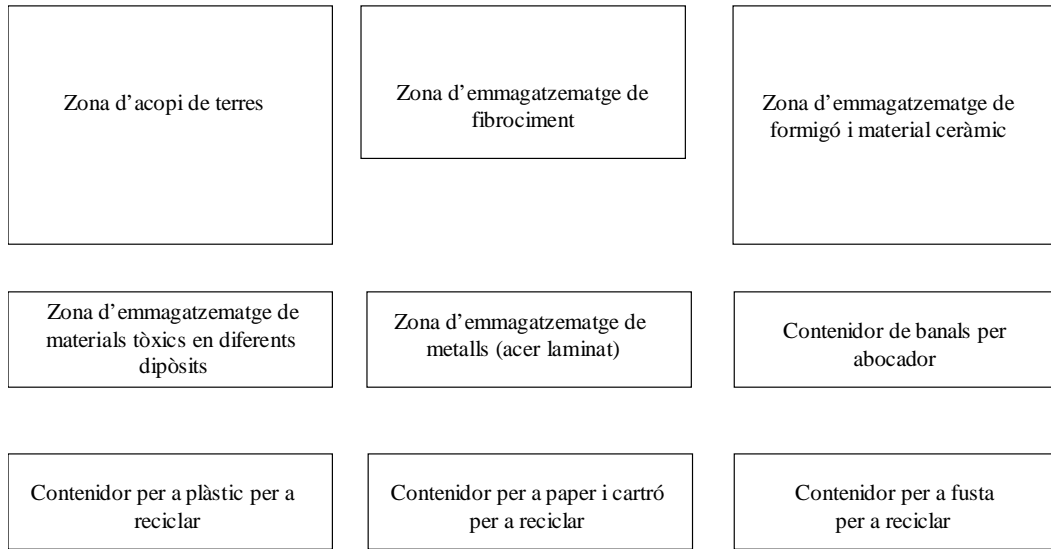 Zona d’acopi de terres
Zona d’emmagatzematge de
fibrociment
Zona d’emmagatzematge de
formigó i material ceràmic
Zona d’emmagatzematge de
materials tòxics en diferents
dipòsits
Zona d’emmagatzematge de
metalls (acer laminat)
Contenidor de banals per
abocador
Contenidor per a plàstic per a
reciclar
Contenidor per a paper i cartró
per a reciclar
Contenidor per a fusta
per a reciclar